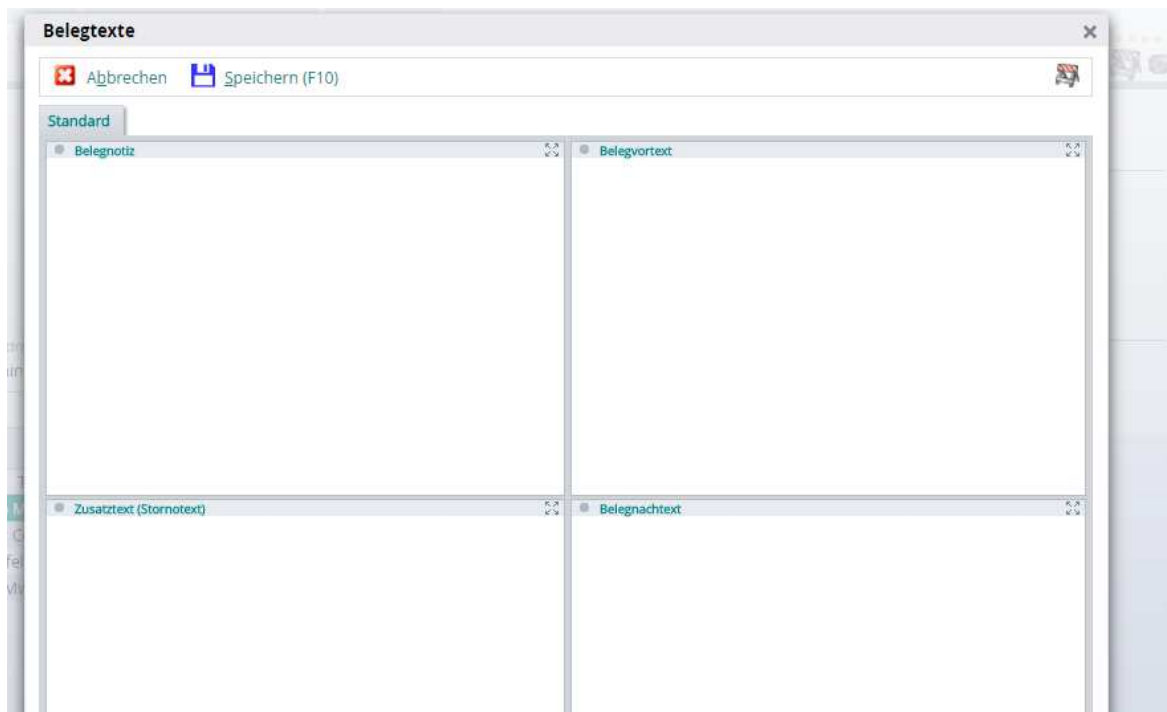 Belegtexte
Abbrechen Speichern (F10)
Standard
Belegnotiz
Belegvortext
Zusatztext (Stornotext)
Belegnachtext